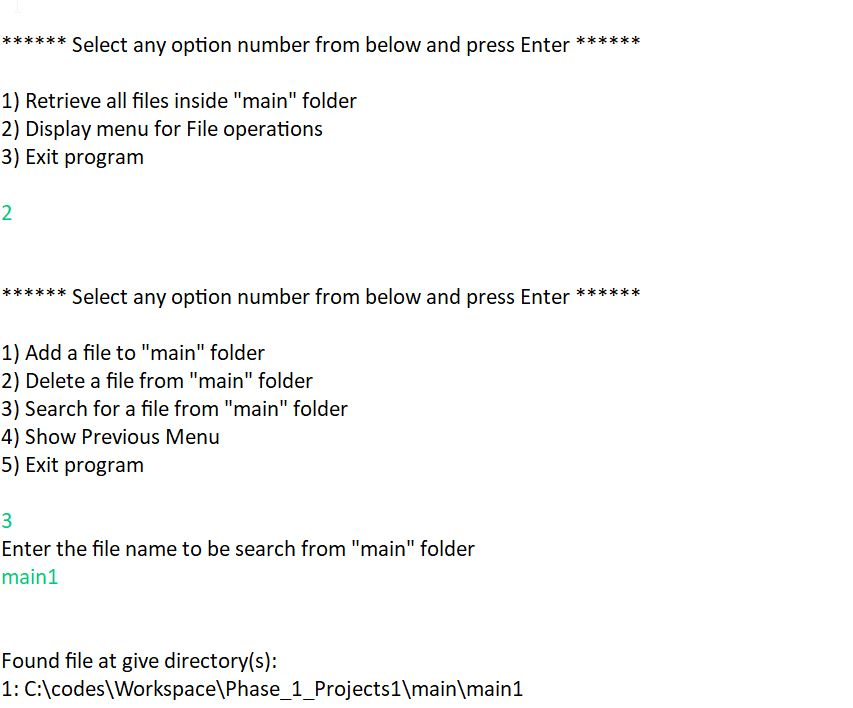 ****** Select any option number from below and press Enter ******
1) Retrieve all files inside "main" folder
2) Display menu for File operations
3) Exit program
2
****** Select any option number from below and press Enter ******
1) Add a file to "main" folder
2) Delete a file from "main" folder
3) Search for a file from "main" folder
4) Show Previous Menu
5) Exit program
3
Enter the file name to be search from "main" folder
main1
Found file at give directory(s):
1: C:\codes\Workspace\Phase_1_Projects1\main\main1